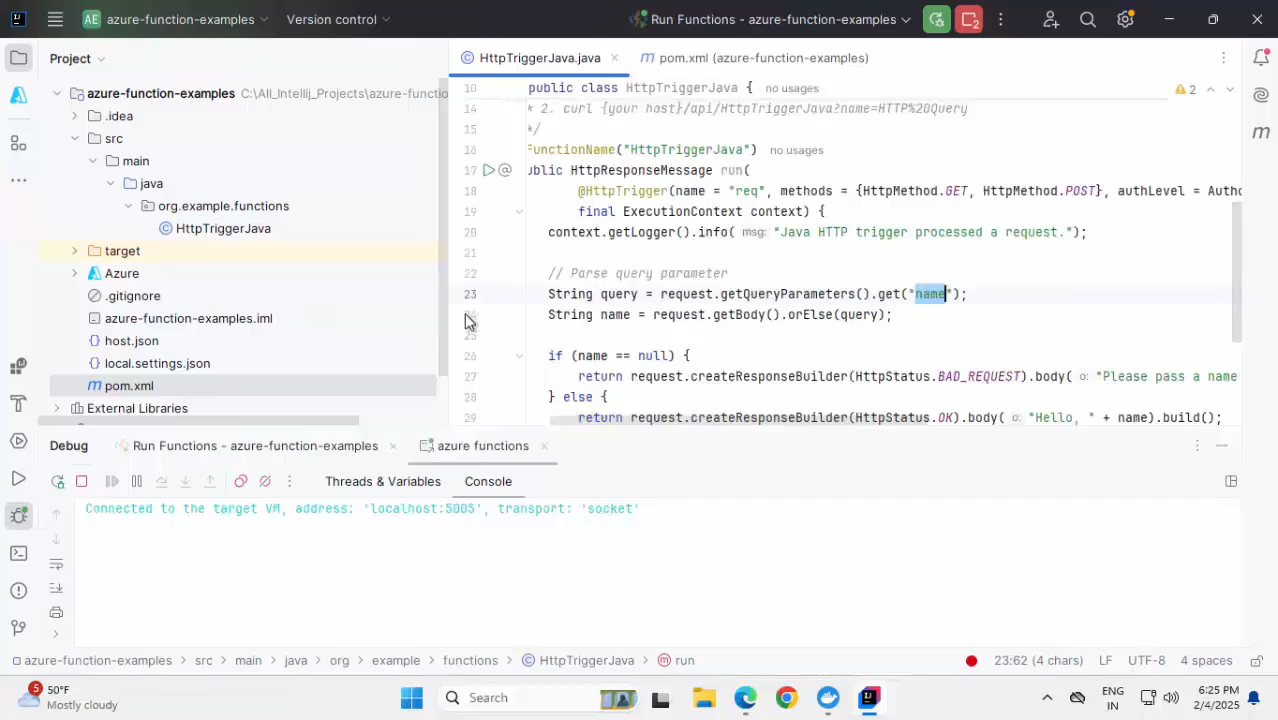 AE azure-function-examples Version control Run Functions - azure-function-examples 2
Project
HttpTriggerJava.java
pom.xml (azure-function-examples)
azure-function-examples C:\All_Intellij_Projects\azure-functio
.idea
src
main
java
org.example.functions
HttpTriggerJava
target
Azure
.gitignore
azure-function-examples.iml
host.json
local.settings.json
pom.xml
External Libraries
10 public class HttpTriggerJava { no usages
2
14 * 2. curl {your host}/api/HttpTriggerJava?name=HTTP%20Query
15 */
16 FunctionName("HttpTriggerJava") no usages
17 ublic HttpResponseMessage run(
18 @HttpTrigger(name = "req", methods = {HttpMethod.GET, HttpMethod.POST}, authLevel = Autho
19 final ExecutionContext context) {
20 context.getLogger().info( msg: "Java HTTP trigger processed a request.");
21
22 // Parse query parameter
23 String query = request.getQueryParameters().get("name");
String name = request.getBody().orElse(query);
25
26 if (name == null) {
27 return request.createResponseBuilder(HttpStatus.BAD_REQUEST).body( o: "Please pass a name
28 } else {
29 return request.createResponseBuilder(HttpStatus.OK).body( o: "Hello, " + name).build();
Debug Run Functions - azure-function-examples azure functions
Threads & Variables Console
Connected to the target VM, address: 'localhost:5005', transport: 'socket'
azure-function-examples > src > main > java > org > example > functions > HttpTriggerJava > run 23:62 (4 chars) LF UTF-8 4 spaces
5
50°F
Mostly cloudy
Search
ENG
IN
6:25 PM
2/4/2025